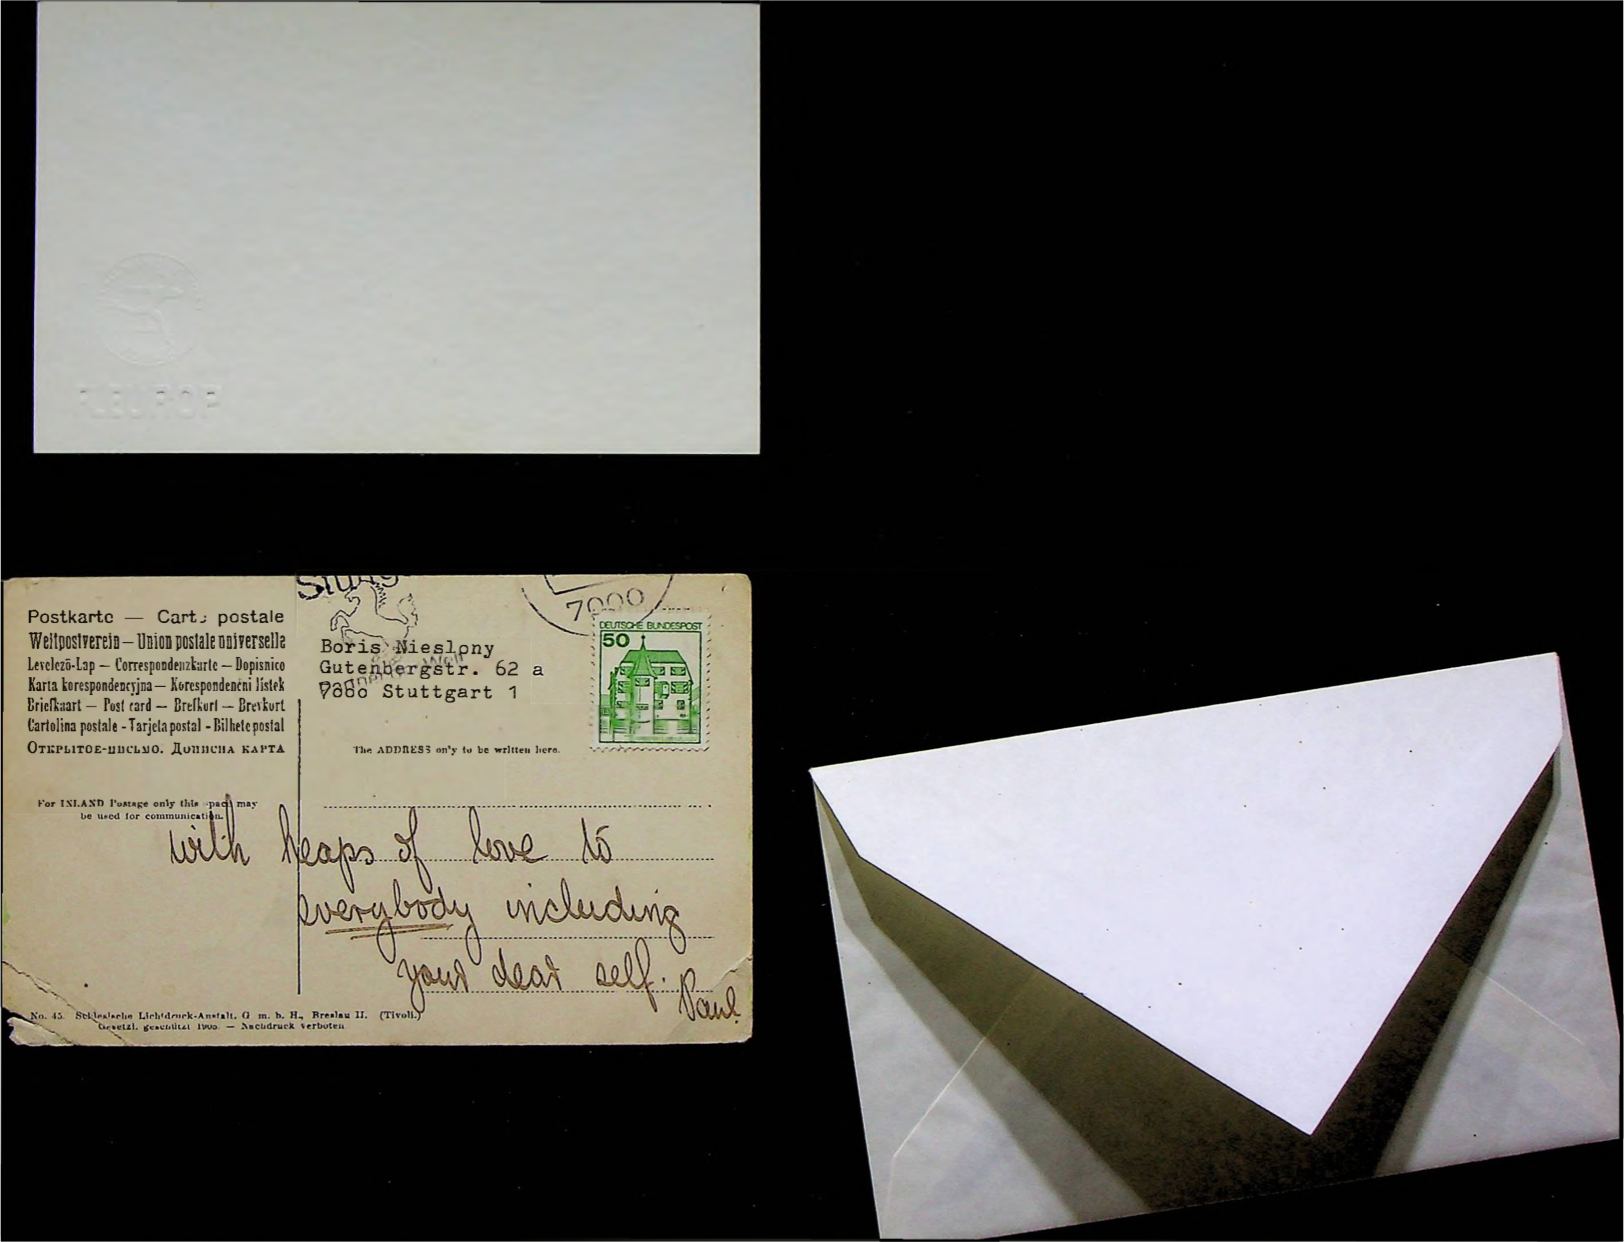 Postkarte — Carte postale
Weltpostverein — Union postale universelle
Levelező-Lap — Correspondenzkarte — Dopisnico
Karta korespondencyjna — Korespondenční lístek
Briefkaart — Post card — Brefkort — Brevkort
Cartolina postale - Tarjeta postal - Bilhete postal
Открытое-письмо. Дописна карта
For INLAND Postage only this space may
be used for communication.
7000
DEUTSCHE BUNDESPOST
50
Boris Nieslony
Gutenbergstr. 62 a
7000 Stuttgart 1
The ADDRESS only to be written here.
with heaps of love to
everybody including
your dear self.
Paul
No. 45. Schlesische Lichtdruck-Anstalt, G. m. b. H., Breslau II. (Tivoli.)
Gesetzl. geschützt 1905. — Nachdruck verboten